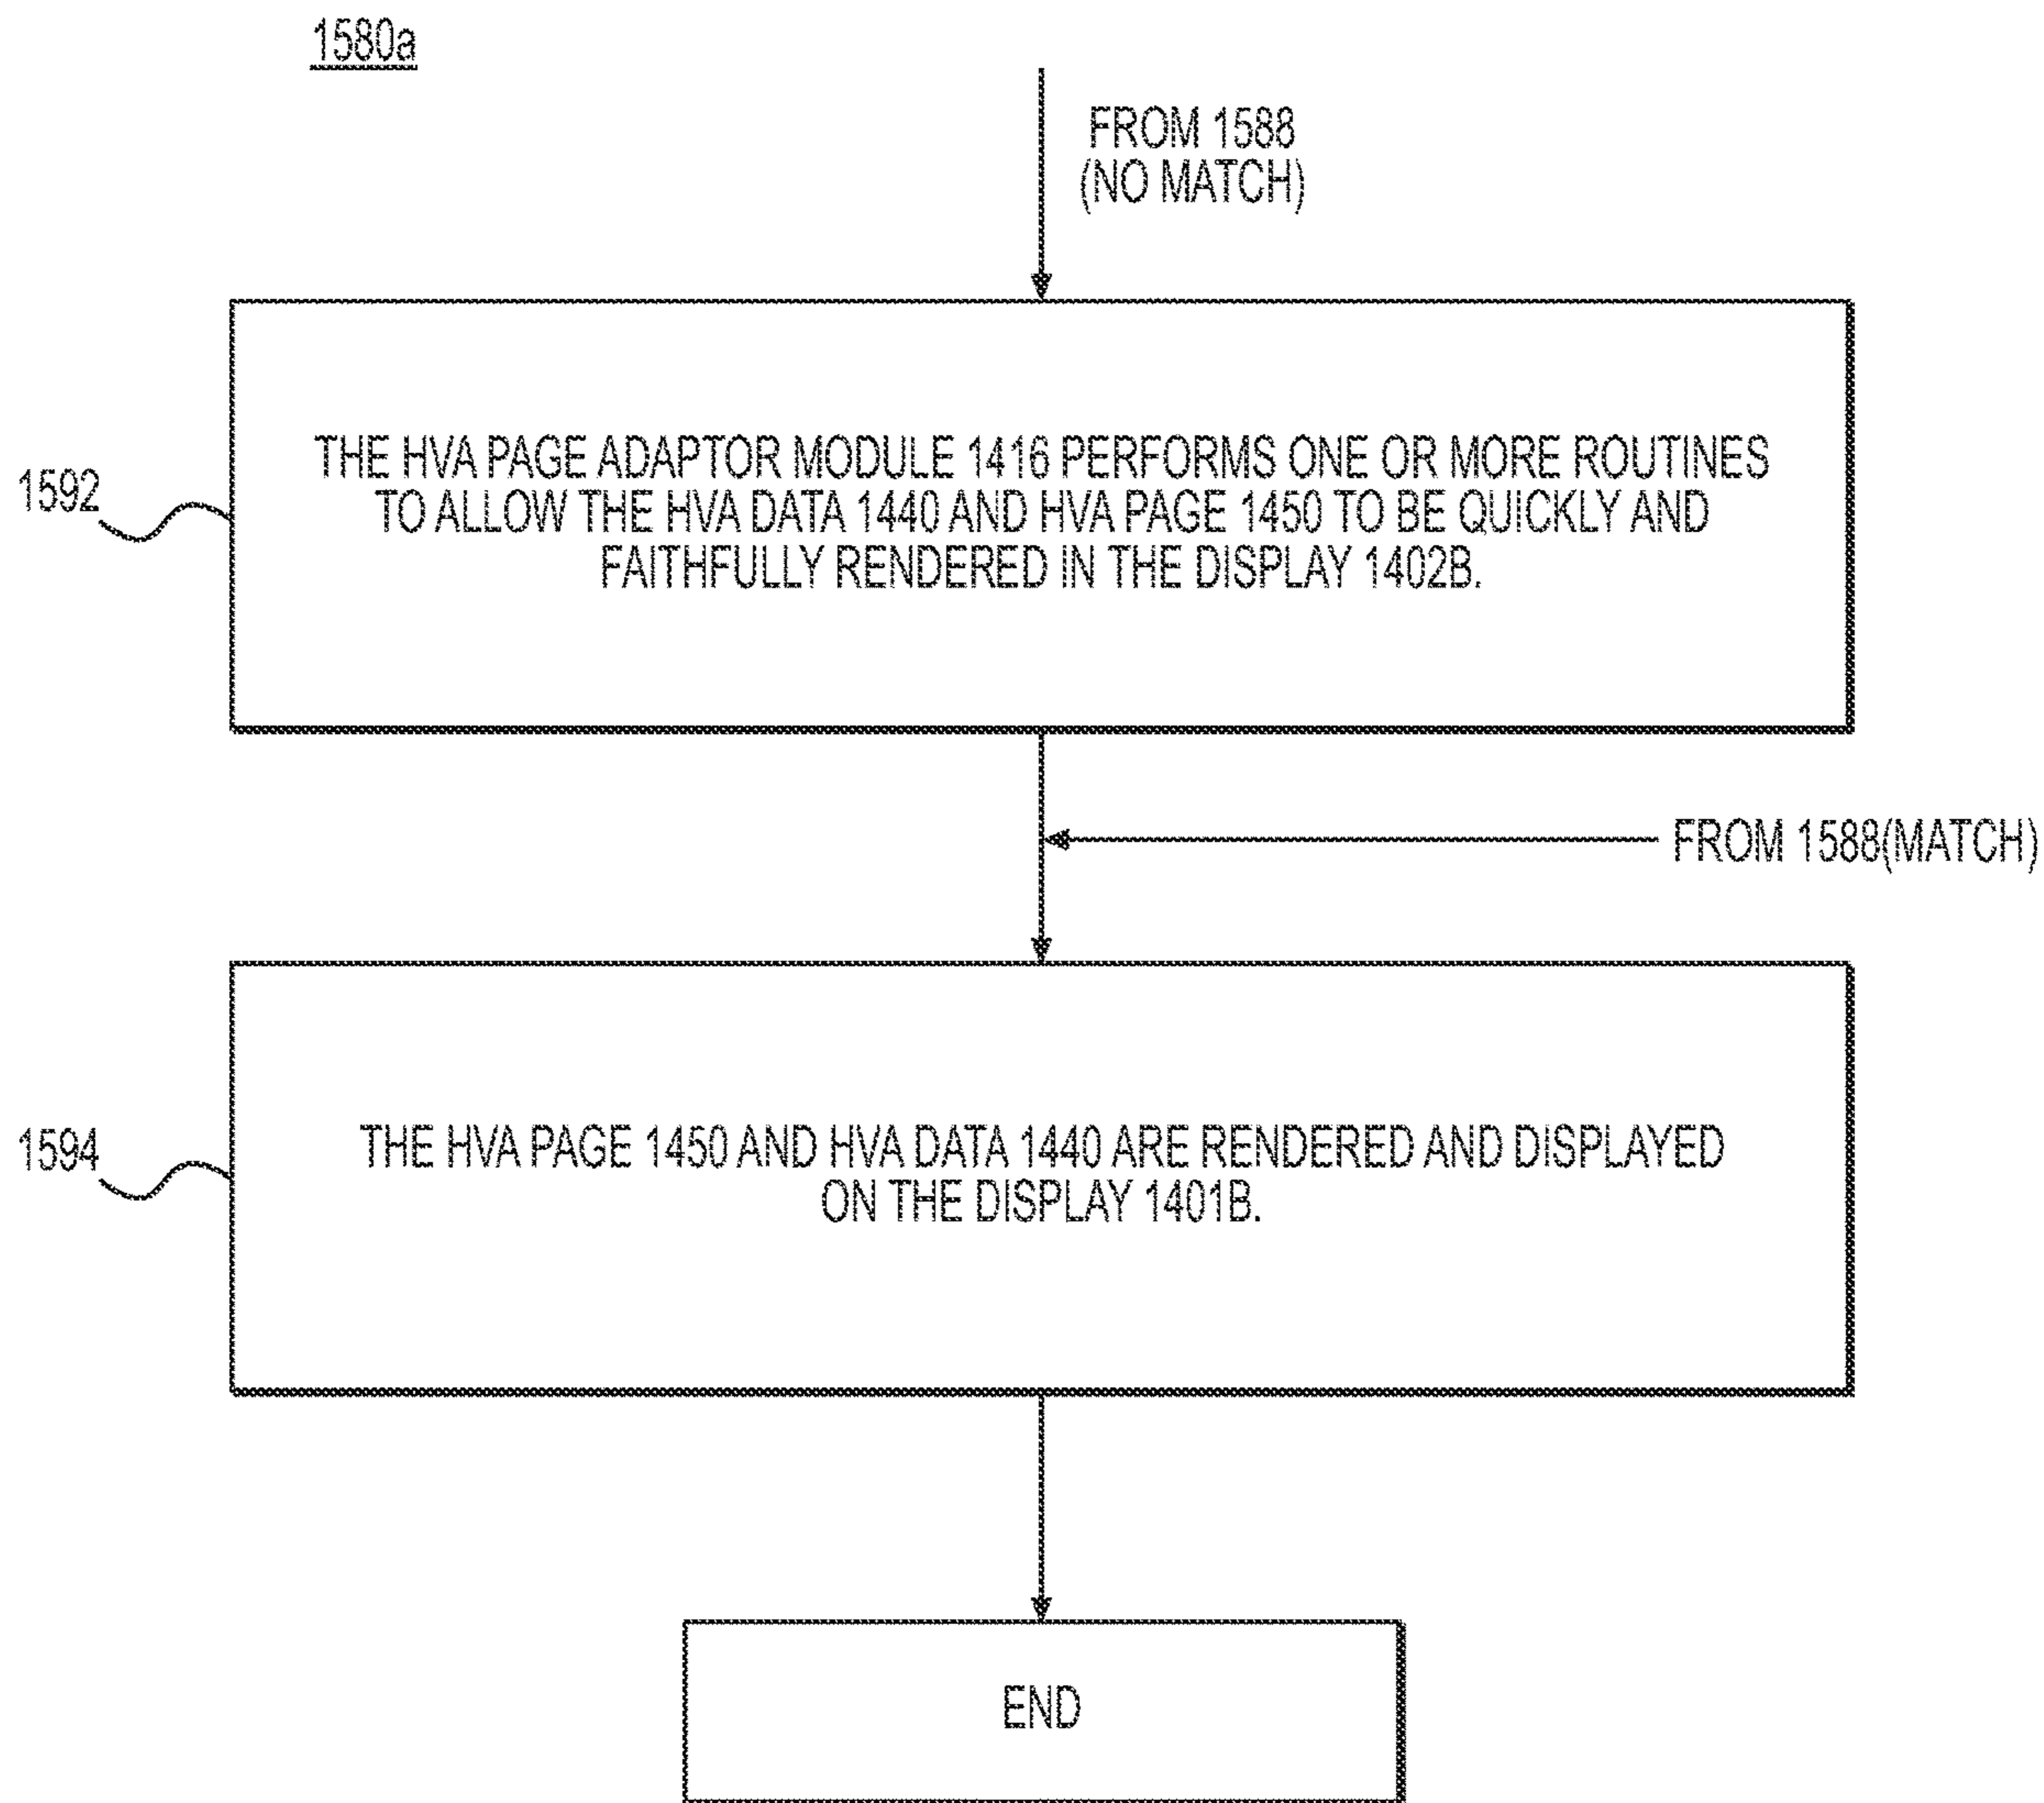 1580a
FROM 1588
(NO MATCH)
THE HVA PAGE ADAPTOR MODULE 1416 PERFORMS ONE OR MORE ROUTINES
TO ALLOW THE HVA DATA 1440 AND HVA PAGE 1450 TO BE QUICKLY AND
FAITHFULLY RENDERED IN THE DISPLAY 1402B.
1592
FROM 1588(MATCH)
THE HVA PAGE 1450 AND HVA DATA 1440 ARE RENDERED AND DISPLAYED
ON THE DISPLAY 1401B.
1594
END